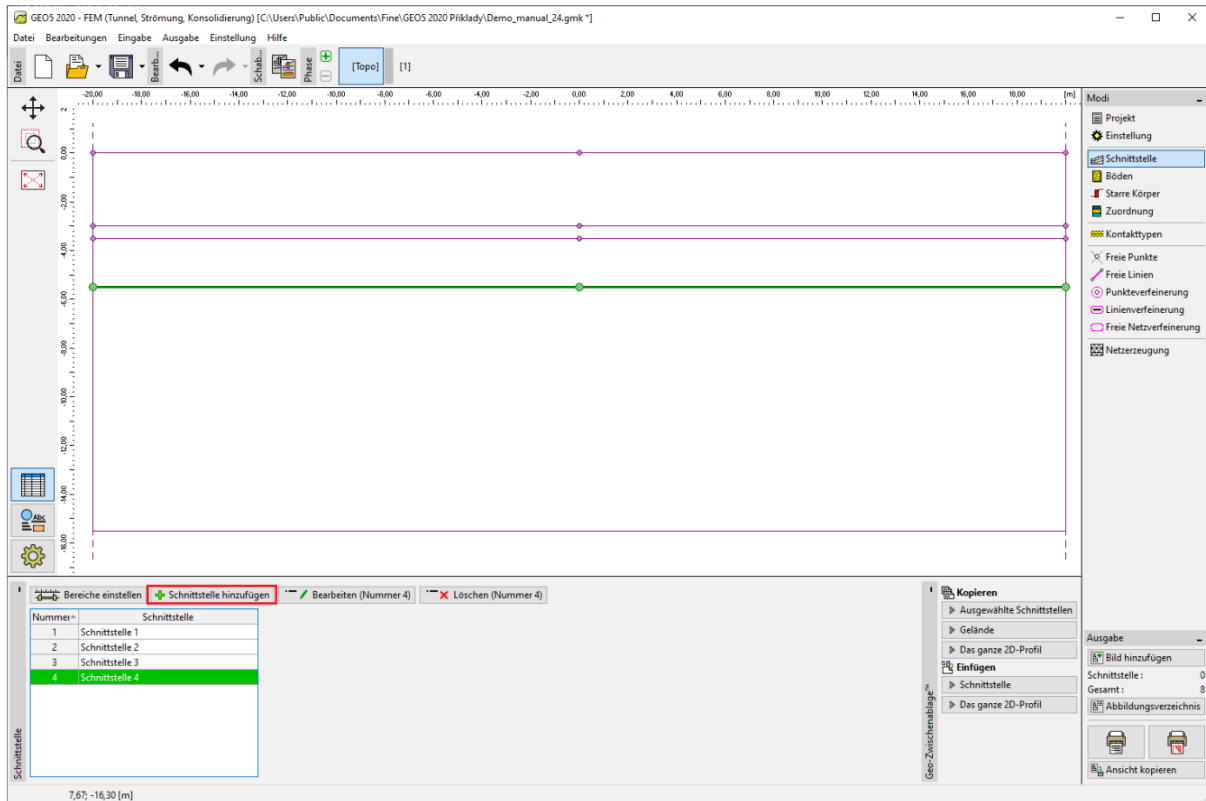 GEO5 2020 - FEM (Tunnel, Strömung, Konsolidierung) [C:\Users\Public\Documents\Fine\GEO5 2020 Příklady\Demo_manual_24.gmk *]
Datei Bearbeitungen Eingabe Ausgabe Einstellung Hilfe
Datei
Bearb...
Schab...
Phase
[Topo]
[1]
-20,00 -18,00 -16,00 -14,00 -12,00 -10,00 -8,00 -6,00 -4,00 -2,00 0,00 2,00 4,00 6,00 8,00 10,00 12,00 14,00 16,00 18,00 [m]
0,00
-2,00
-4,00
-6,00
-8,00
-10,00
-12,00
-14,00
-16,00
Modi
Projekt
Einstellung
Schnittstelle
Böden
Starre Körper
Zuordnung
Kontakttypen
Freie Punkte
Freie Linien
Punkteverfeinerung
Linienverfeinerung
Freie Netzverfeinerung
Netzerzeugung
Abc
Schnittstelle
Bereiche einstellen
Schnittstelle hinzufügen
Bearbeiten (Nummer 4)
Löschen (Nummer 4)
Nummer Schnittstelle
1 Schnittstelle 1
2 Schnittstelle 2
3 Schnittstelle 3
4 Schnittstelle 4
Geo-Zwischenablage™
Kopieren
Ausgewählte Schnittstellen
Gelände
Das ganze 2D-Profil
Einfügen
Schnittstelle
Das ganze 2D-Profil
Ausgabe
Bild hinzufügen
Schnittstelle : 0
Gesamt : 8
Abbildungsverzeichnis
Ansicht kopieren
7,67; -16,30 [m]